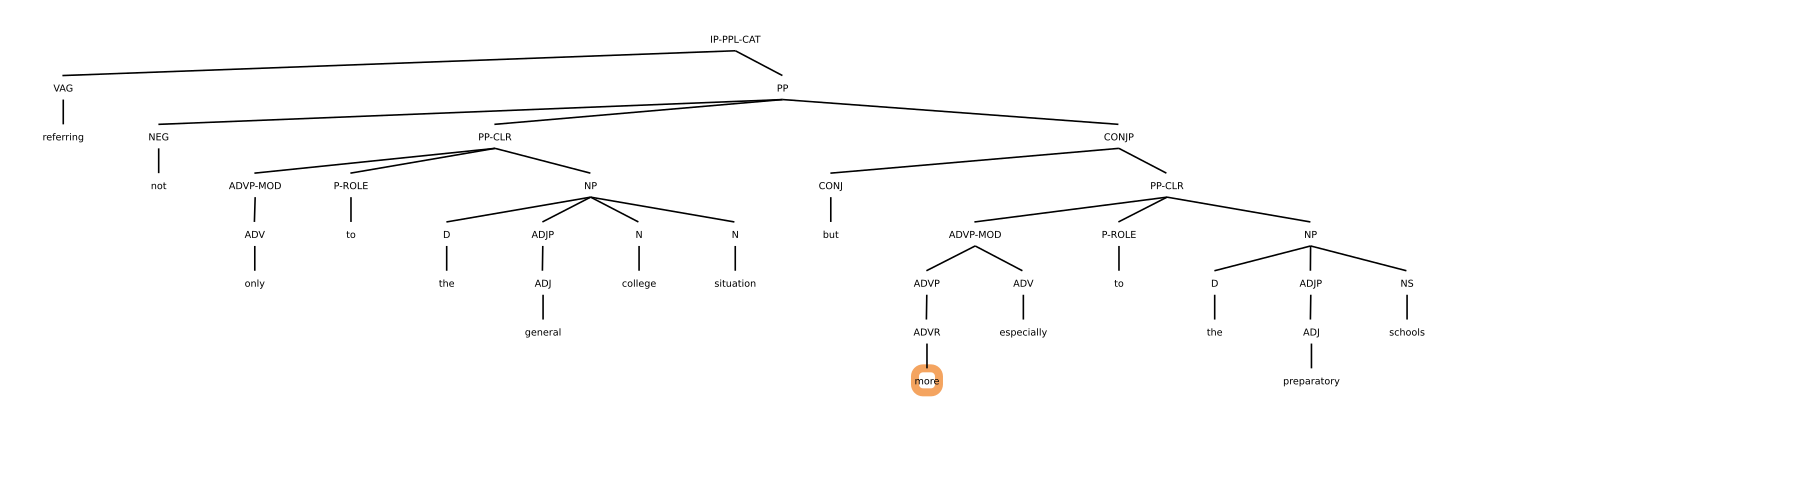 IP-PPL-CAT
VAG PP
referring NEG PP-CLR CONJP
not ADVP-MOD P-ROLE NP CONJ PP-CLR
ADV to D ADJP N N but ADVP-MOD P-ROLE NP
only the ADJ college situation ADVP ADV to D ADJP NS
general ADVR especially the ADJ schools
more preparatory